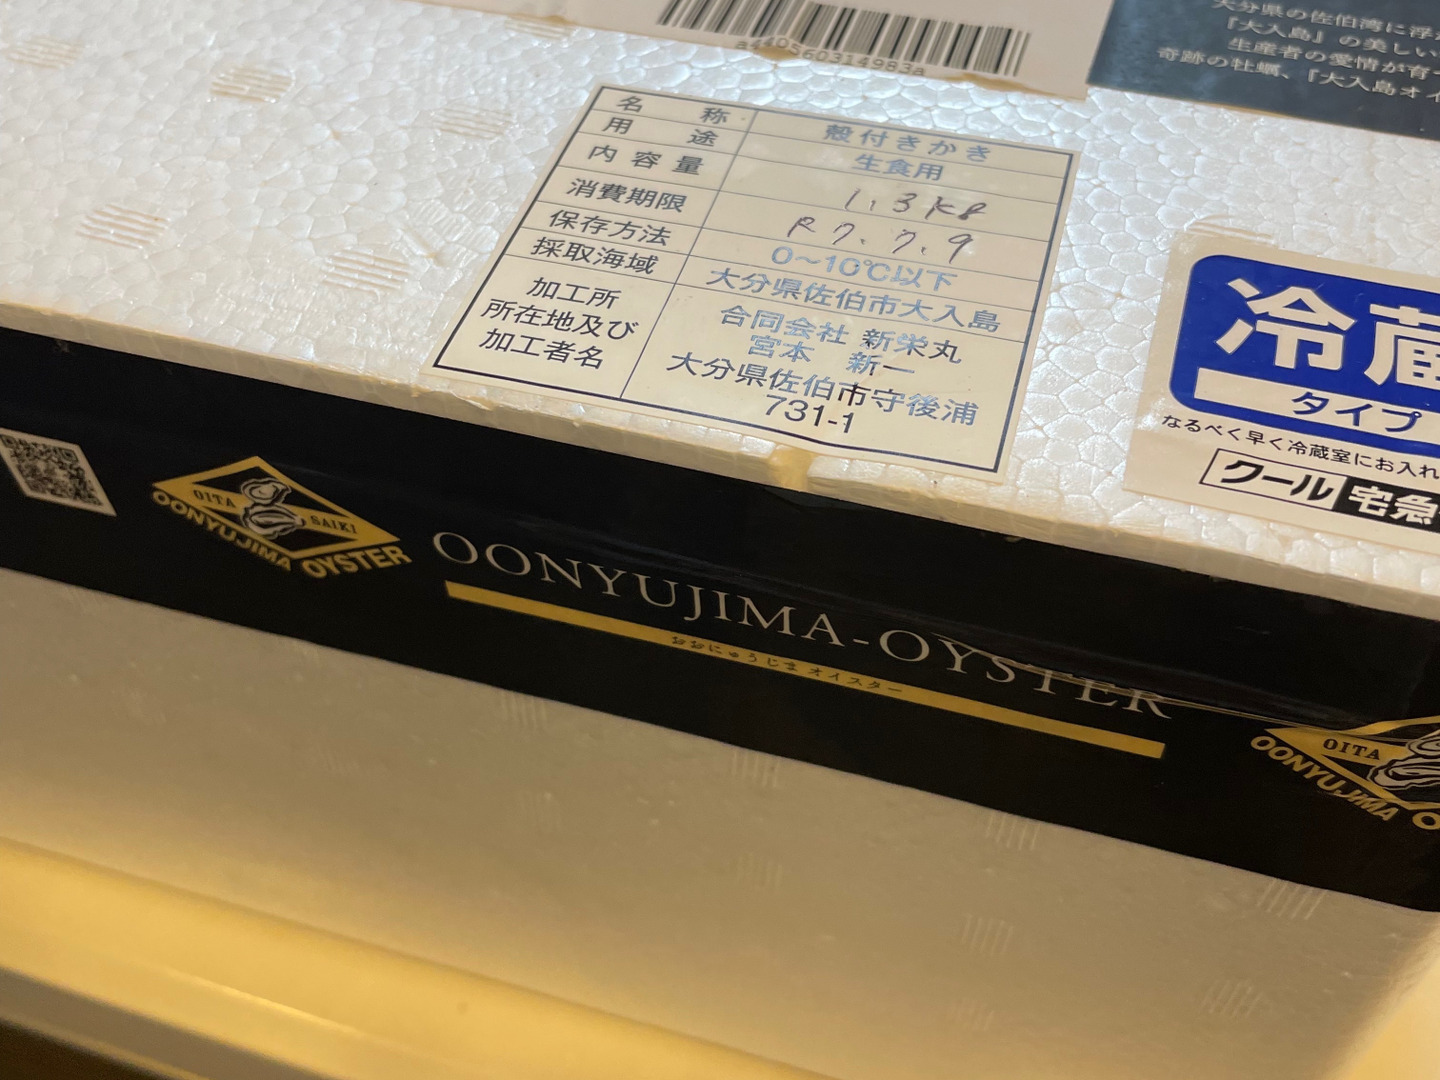 a440560314983a
大分県の佐伯湾に浮
『大入島』の美しい
生産者の愛情が育
奇跡の牡蠣、『大入島オイ
名称 殻付きかき
用途 生食用
内容量 1.3kg
消費期限 R7.7.9
保存方法 0～10℃以下
採取海域 大分県佐伯市大入島
加工所
所在地及び
加工者名
合同会社 新栄丸
宮本 新一
大分県佐伯市守後浦
731-1
冷蔵
タイプ
なるべく早く冷蔵室にお入れ
クール宅急
OITA SAIKI
OONYUJIMA OYSTER
OONYUJIMA-OYSTER
おおにゅうじま オイスター
OITA
OONYUJIMA O